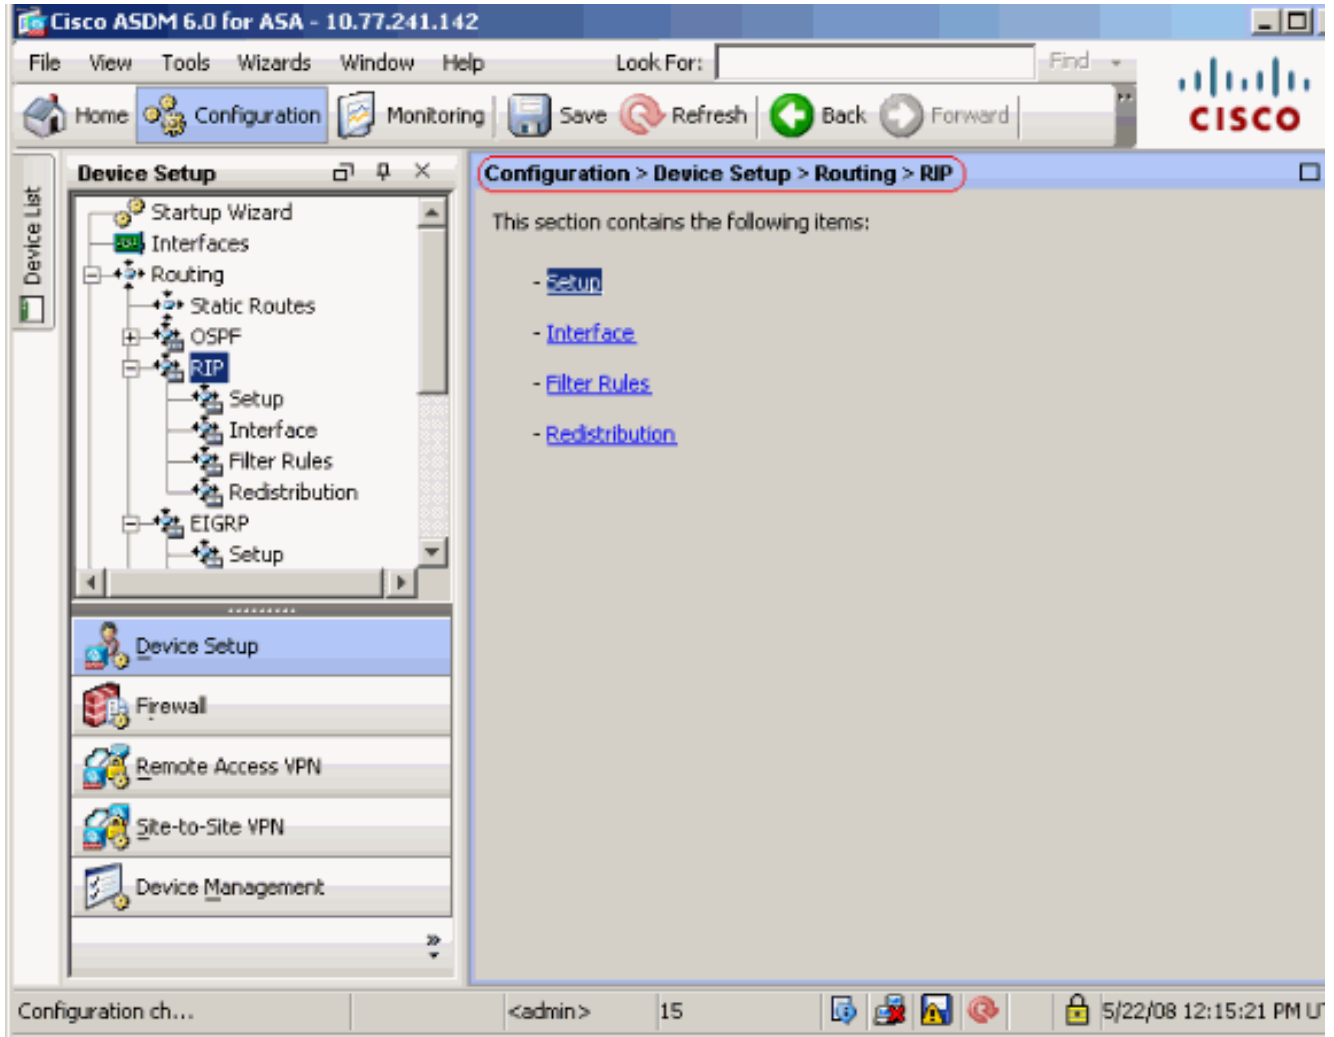 Cisco ASDM 6.0 for ASA - 10.77.241.142
File View Tools Wizards Window Help Look For: Find
Home Configuration Monitoring Save Refresh Back Forward
CISCO
Device List
Device Setup
Startup Wizard
Interfaces
Routing
Static Routes
OSPF
RIP
Setup
Interface
Filter Rules
Redistribution
EIGRP
Setup
Device Setup
Firewall
Remote Access VPN
Site-to-Site VPN
Device Management
Configuration > Device Setup > Routing > RIP
This section contains the following items:
- Setup
- Interface
- Filter Rules
- Redistribution
Configuration ch... <admin> 15 5/22/08 12:15:21 PM U